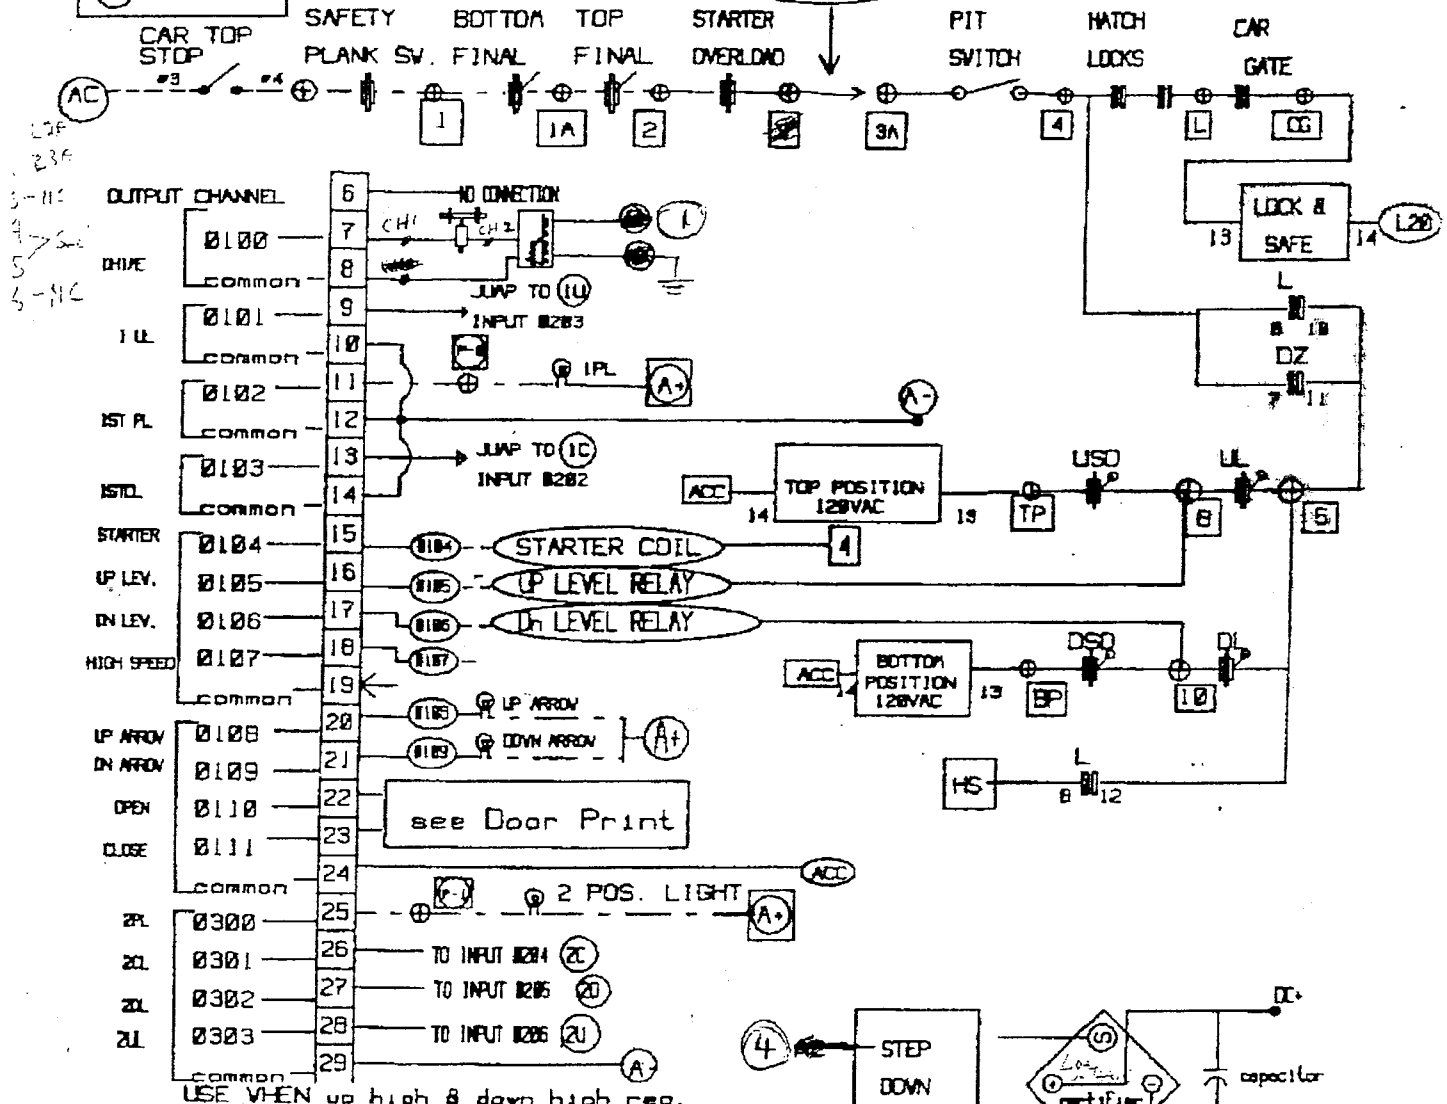 SAFETY BOTTOM TOP STARTER PIT HATCH CAR
CAR TOP STOP PLANK SW. FINAL FINAL OVERLOAD SWITCH LOCKS GATE
AC #3 #4
1 1A 2 3A 4 L CG
OUTPUT CHANNEL 6 NO CONNECTION
LOCK & SAFE
13 14 L20
DRIVE 0100 7 CH1 CH2 1
common 8
JUMP TO 1U
1 UL 0101 9 INPUT 0203
common 10
L
8 10
DZ
7 11
1ST PL 0102 11 1PL A+
common 12 A-
1STCL 0103 13 JUMP TO 1C
INPUT 0202
common 14
ACC 14 TOP POSITION 120VAC 13 TP USD 8 UL 5
STARTER 0104 15 0104 STARTER COIL 4
UP LEV. 0105 16 0105 UP LEVEL RELAY
DN LEV. 0106 17 0106 Dn LEVEL RELAY
HIGH SPEED 0107 18 0107
common 19
ACC 14 BOTTOM POSITION 120VAC 13 BP DSD 10 DL
UP ARROW 0108 20 0108 UP ARROW
DN ARROW 0109 21 0109 DOWN ARROW A+
HS L 8 12
OPEN 0110 22
see Door Print
CLOSE 0111 23
common 24 ACC
2PL 0300 25 P-1 2 POS. LIGHT A+
2CL 0301 26 TO INPUT 0204 2C
2DL 0302 27 TO INPUT 0205 2D
2UL 0303 28 TO INPUT 0206 2U
common 29 A-
4 STEP DOWN
S + - rectifier
DC+
capacitor
USE WHEN up high & down high req.